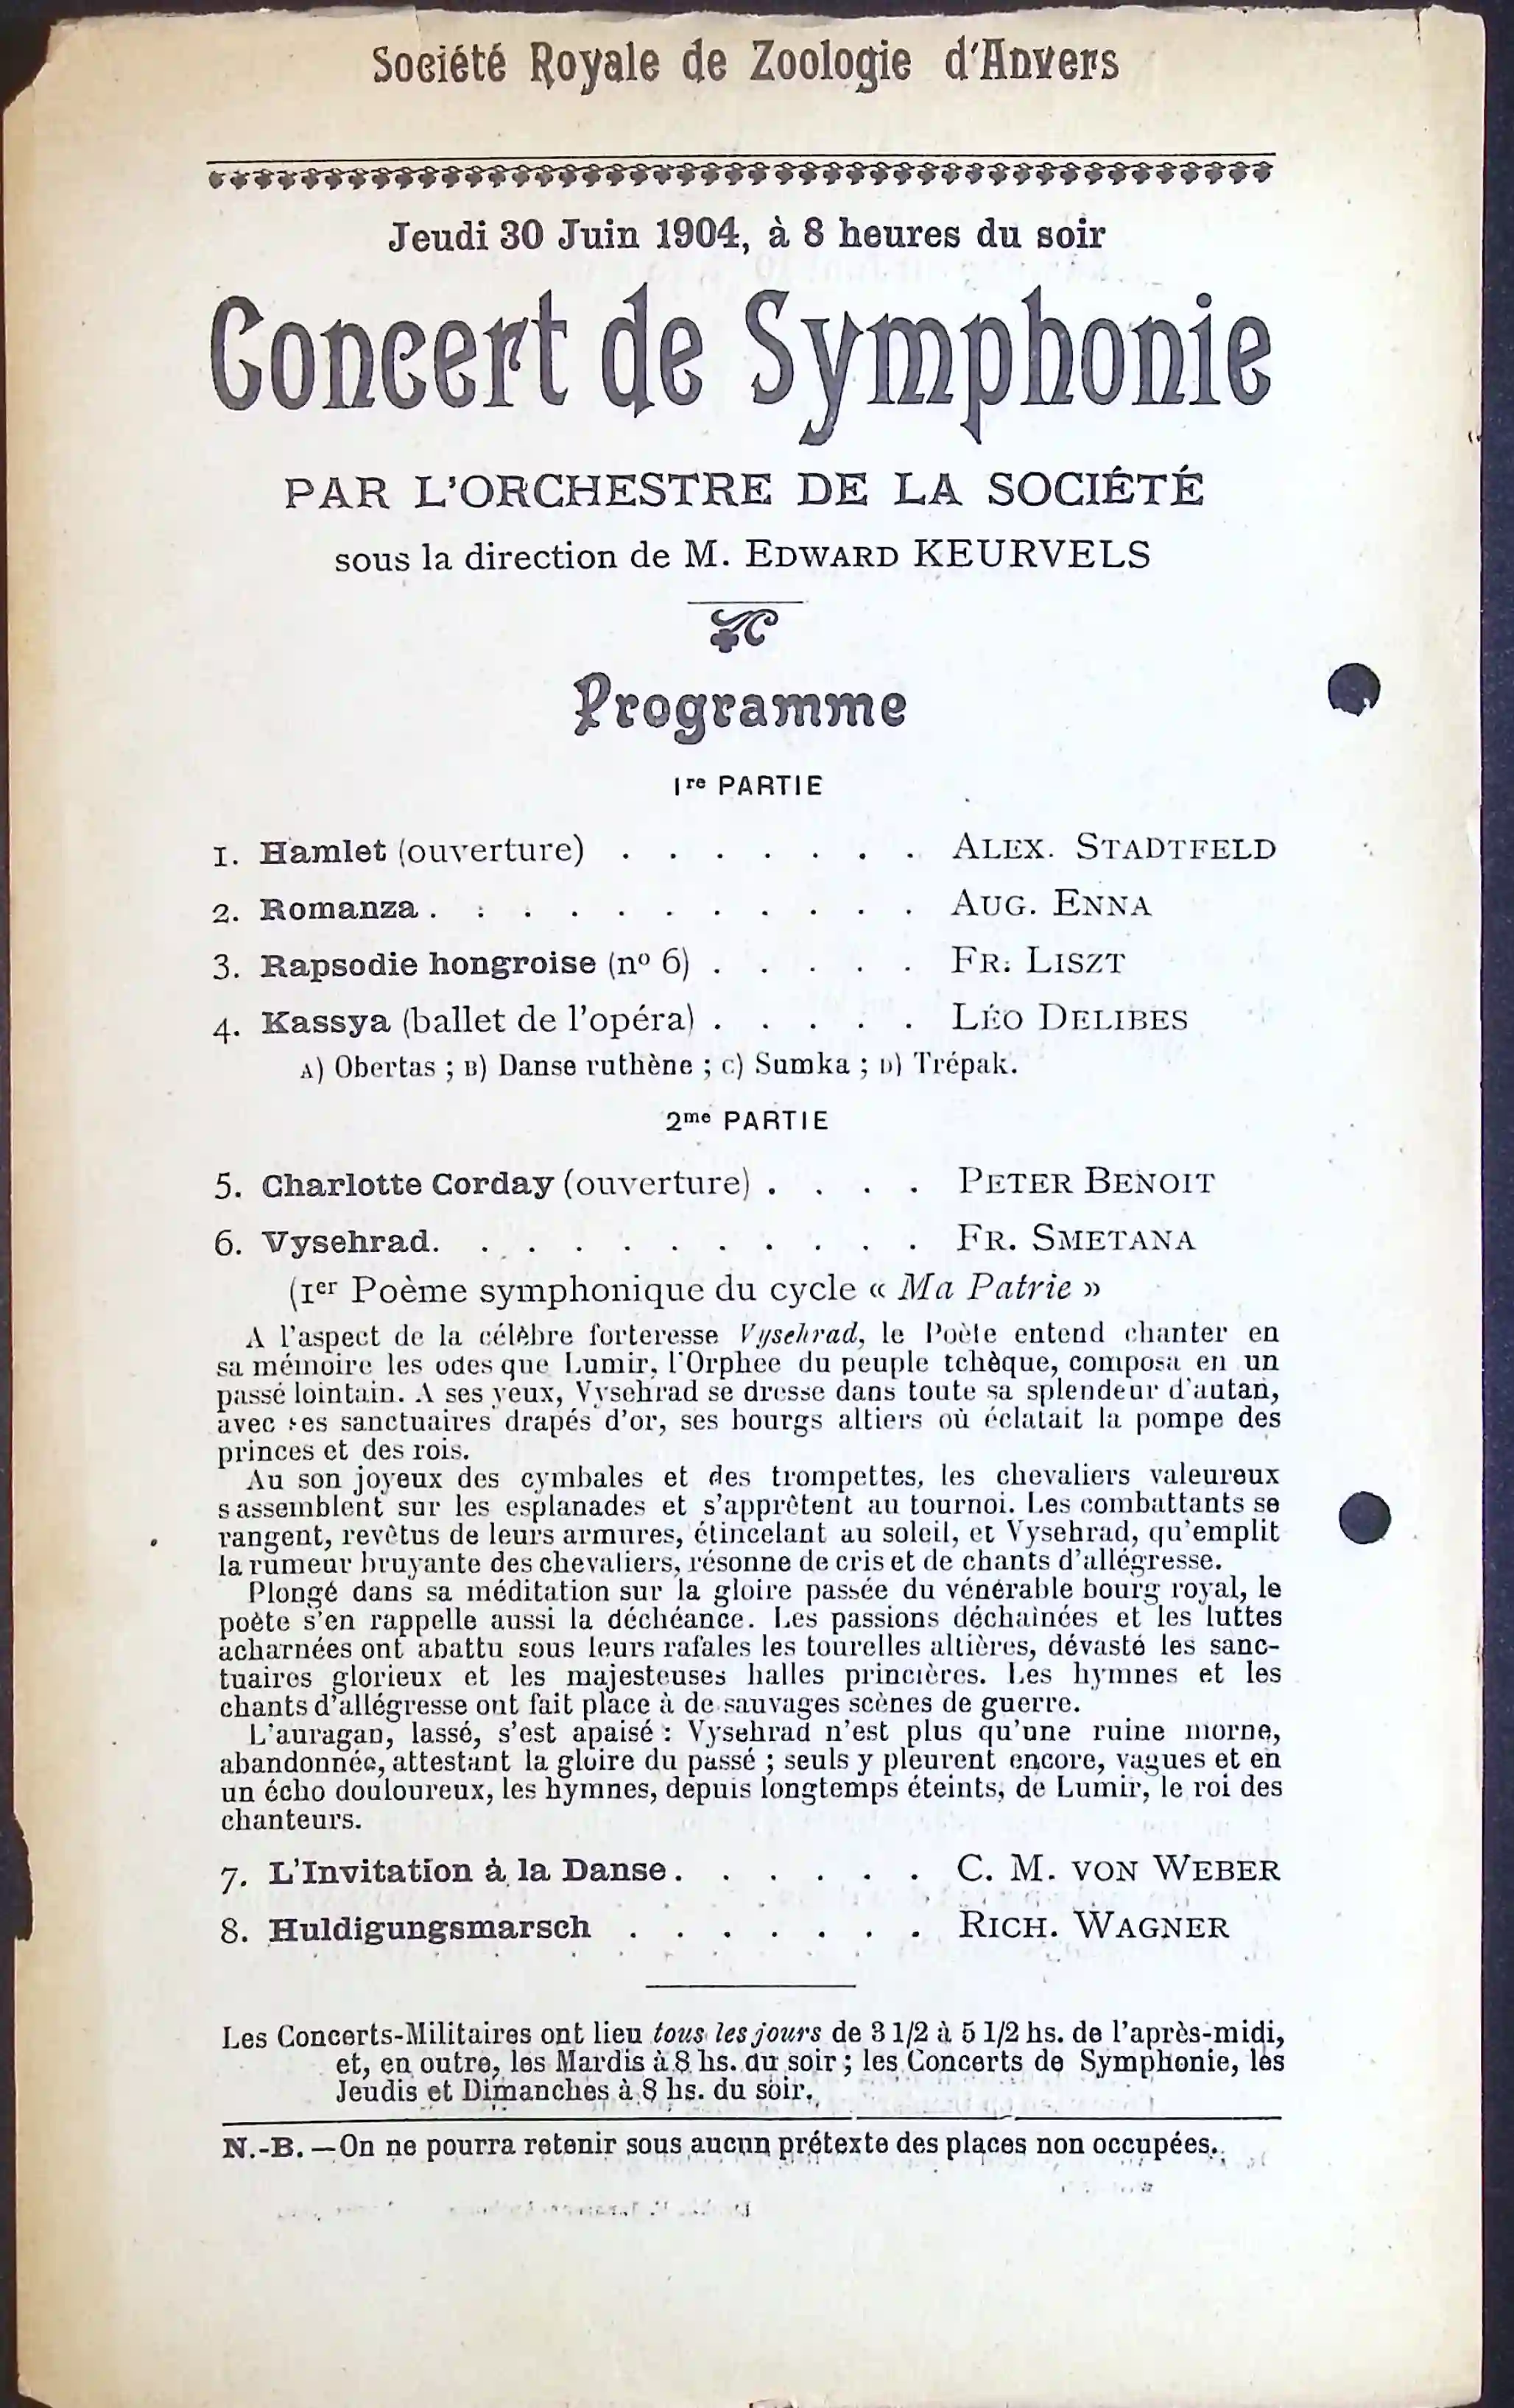 Société Royale de Zoologie d'Anvers
Jeudi 30 Juin 1904, à 8 heures du soir
Concert de Symphonie
PAR L'ORCHESTRE DE LA SOCIÉTÉ
sous la direction de M. EDWARD KEURVELS
Programme
1re PARTIE
1. Hamlet (ouverture) . . . . . . . ALEX. STADTFELD
2. Romanza . : . . . . . . . . . AUG. ENNA
3. Rapsodie hongroise (no 6) . . . . . FR. LISZT
4. Kassya (ballet de l'opéra) . . . . . LÉO DELIBES
A) Obertas ; B) Danse ruthène ; C) Sumka ; D) Trépak.
2me PARTIE
5. Charlotte Corday (ouverture) . . . . PETER BENOIT
6. Vysehrad. . . . . . . . . . . FR. SMETANA
(1er Poème symphonique du cycle « Ma Patrie »
A l'aspect de la célèbre forteresse Vysehrad, le Poète entend chanter en
sa mémoire les odes que Lumir, l'Orphée du peuple tchèque, composa en un
passé lointain. A ses yeux, Vysehrad se dresse dans toute sa splendeur d'autan,
avec ses sanctuaires drapés d'or, ses bourgs altiers où éclatait la pompe des
princes et des rois.
Au son joyeux des cymbales et des trompettes, les chevaliers valeureux
s'assemblent sur les esplanades et s'apprêtent au tournoi. Les combattants se
rangent, revêtus de leurs armures, étincelant au soleil, et Vysehrad, qu'emplit
la rumeur bruyante des chevaliers, résonne de cris et de chants d'allégresse.
Plongé dans sa méditation sur la gloire passée du vénérable bourg royal, le
poète s'en rappelle aussi la déchéance. Les passions déchaînées et les luttes
acharnées ont abattu sous leurs rafales les tourelles altières, dévasté les sanc-
tuaires glorieux et les majesteuses halles princières. Les hymnes et les
chants d'allégresse ont fait place à de sauvages scènes de guerre.
L'auragan, lassé, s'est apaisé : Vysehrad n'est plus qu'une ruine morne,
abandonnée, attestant la gloire du passé ; seuls y pleurent encore, vagues et en
un écho douloureux, les hymnes, depuis longtemps éteints, de Lumir, le roi des
chanteurs.
7. L'Invitation à la Danse . . . . . . C. M. VON WEBER
8. Huldigungsmarsch . . . . . . . RICH. WAGNER
Les Concerts-Militaires ont lieu tous les jours de 3 1/2 à 5 1/2 hs. de l'après-midi,
et, en outre, les Mardis à 8 hs. du soir ; les Concerts de Symphonie, les
Jeudis et Dimanches à 8 hs. du soir.
N.-B. — On ne pourra retenir sous aucun prétexte des places non occupées.